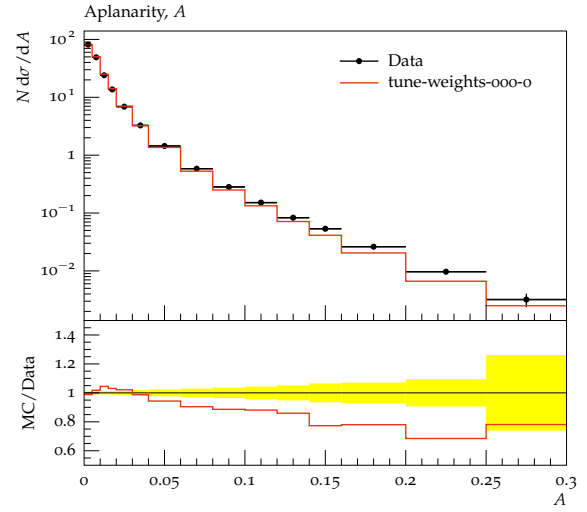 Aplanarity, A
N dσ/dA
10²
10¹
1
10⁻¹
10⁻²
Data
tune-weights-000-0
MC/Data
1.4
1.2
1
0.8
0.6
0
0.05
0.1
0.15
0.2
0.25
0.3
A